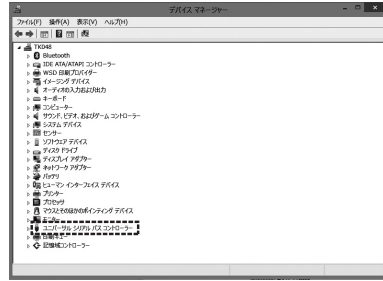 デバイス マネージャー
ファイル(F) 操作(A) 表示(V) ヘルプ(H)
TK048
Bluetooth
IDE ATA/ATAPI コントローラー
WSD 印刷プロバイダー
イメージング デバイス
オーディオの入力および出力
キーボード
コンピューター
サウンド、ビデオ、およびゲーム コントローラー
システム デバイス
センサー
ソフトウェア デバイス
ディスク ドライブ
ディスプレイ アダプター
ネットワーク アダプター
バッテリ
ヒューマン インターフェイス デバイス
プリンター
プロセッサ
マウスとそのほかのポインティング デバイス
モニター
ユニバーサル シリアル バス コントローラー
印刷キュー
記憶域コントローラー